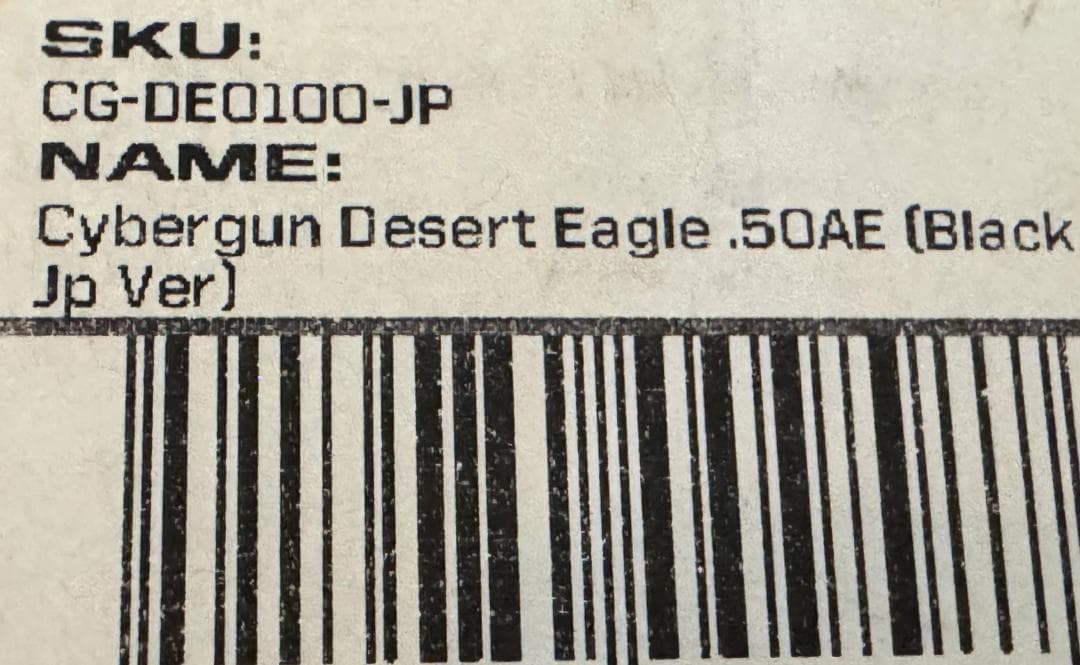 SKU:
CG-DE0100-JP
NAME:
Cybergun Desert Eagle .50AE (Black
Jp Ver)